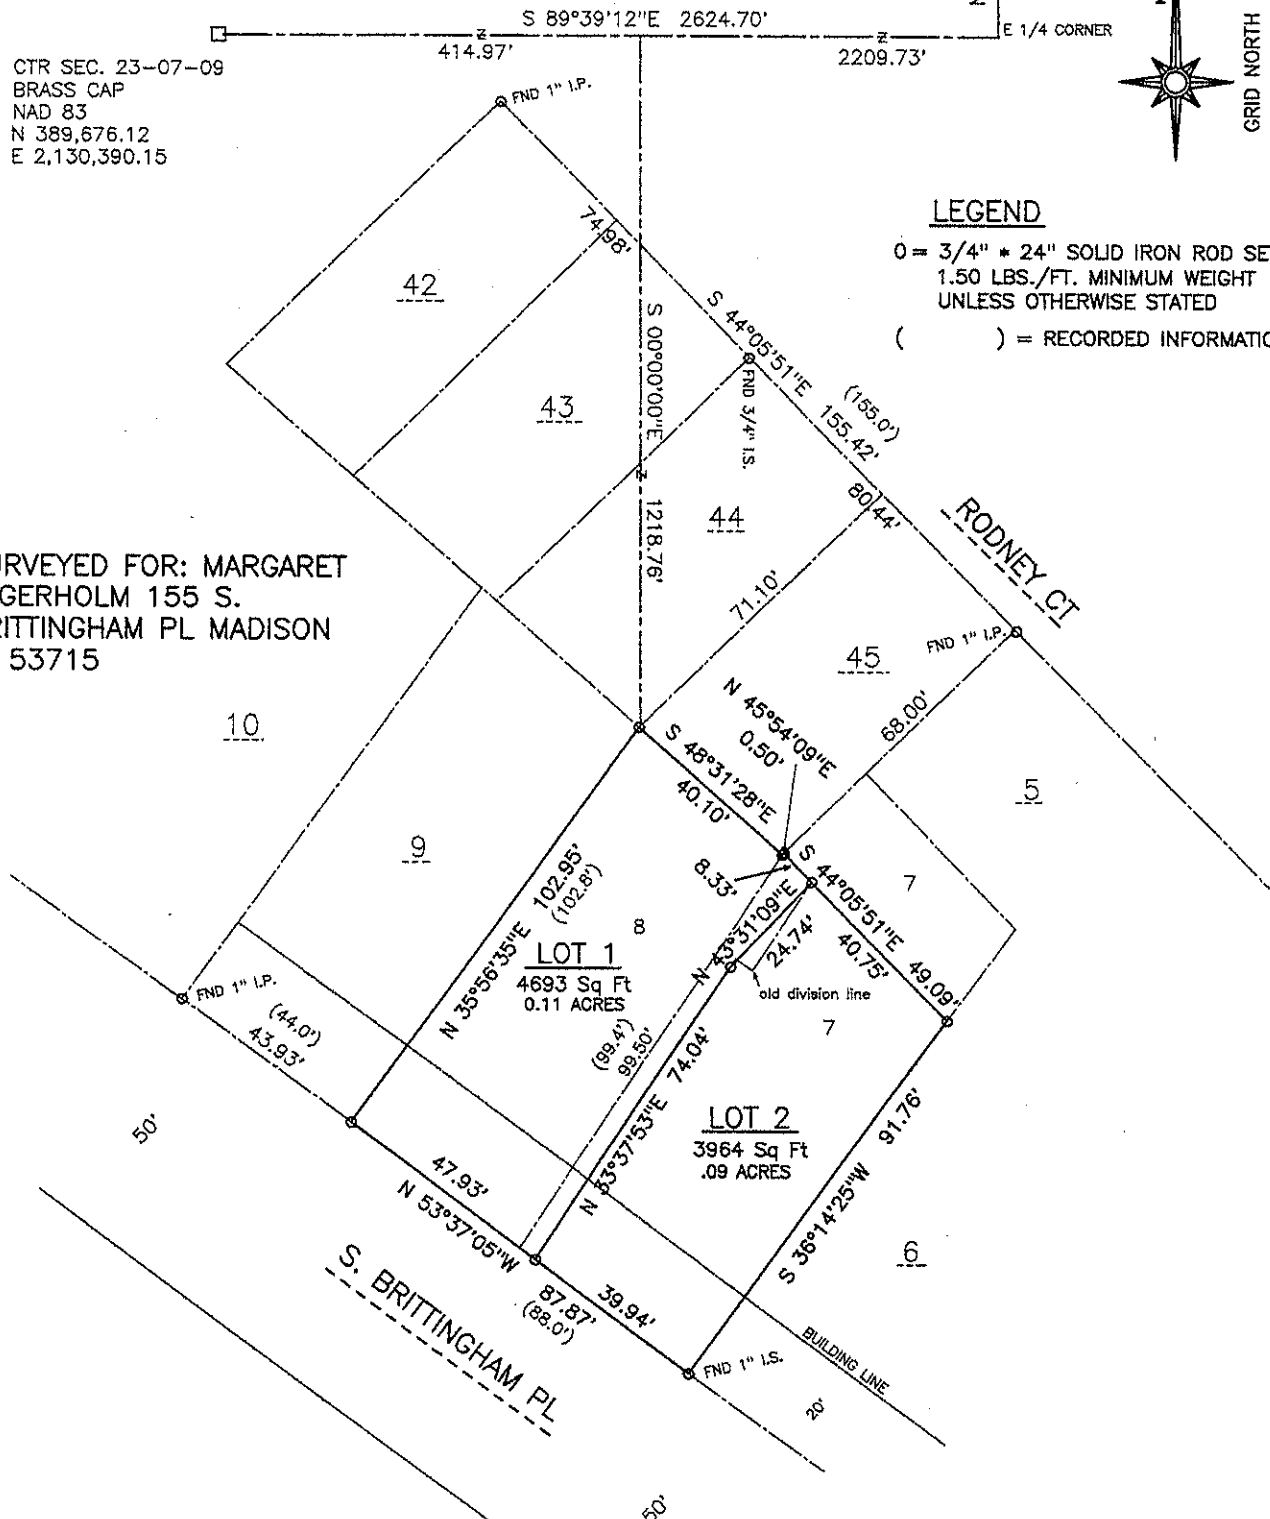 S 89°39'12"E 2624.70'
414.97'
2209.73'
E 1/4 CORNER
GRID NORTH
CTR SEC. 23-07-09
BRASS CAP
NAD 83
N 389,676.12
E 2,130,390.15
FND 1" I.P.
LEGEND
O = 3/4" * 24" SOLID IRON ROD SE
1.50 LBS./FT. MINIMUM WEIGHT
UNLESS OTHERWISE STATED
( ) = RECORDED INFORMATIO
74.98'
42
43
S 00°00'00"E 1218.76'
S 44°05'51"E 155.42'
(155.0')
FND 3/4" I.S.
44
80.44'
RODNEY CT
71.10'
URVEYED FOR: MARGARET
GERHOLM 155 S.
RITTINGHAM PL MADISON
53715
FND 1" I.P.
45
68.00'
10
N 45°54'09"E
0.50'
S 48°31'28"E
40.10'
5
9
7
8.33'
S 44°05'51"E 49.09'
40.75'
N 43°31'09"E
24.74'
old division line
N 35°56'35"E 102.95'
(102.8')
8
LOT 1
4693 Sq Ft
0.11 ACRES
FND 1" I.P.
(44.0')
43.93'
(99.4')
99.50'
N 33°37'53"E 74.04'
7
LOT 2
3964 Sq Ft
.09 ACRES
S 36°14'25"W 91.76'
50'
47.93'
N 53°37'05"W
87.87'
(88.0')
39.94'
6
S. BRITTINGHAM PL
FND 1" I.S.
BUILDING LINE
20'
50'